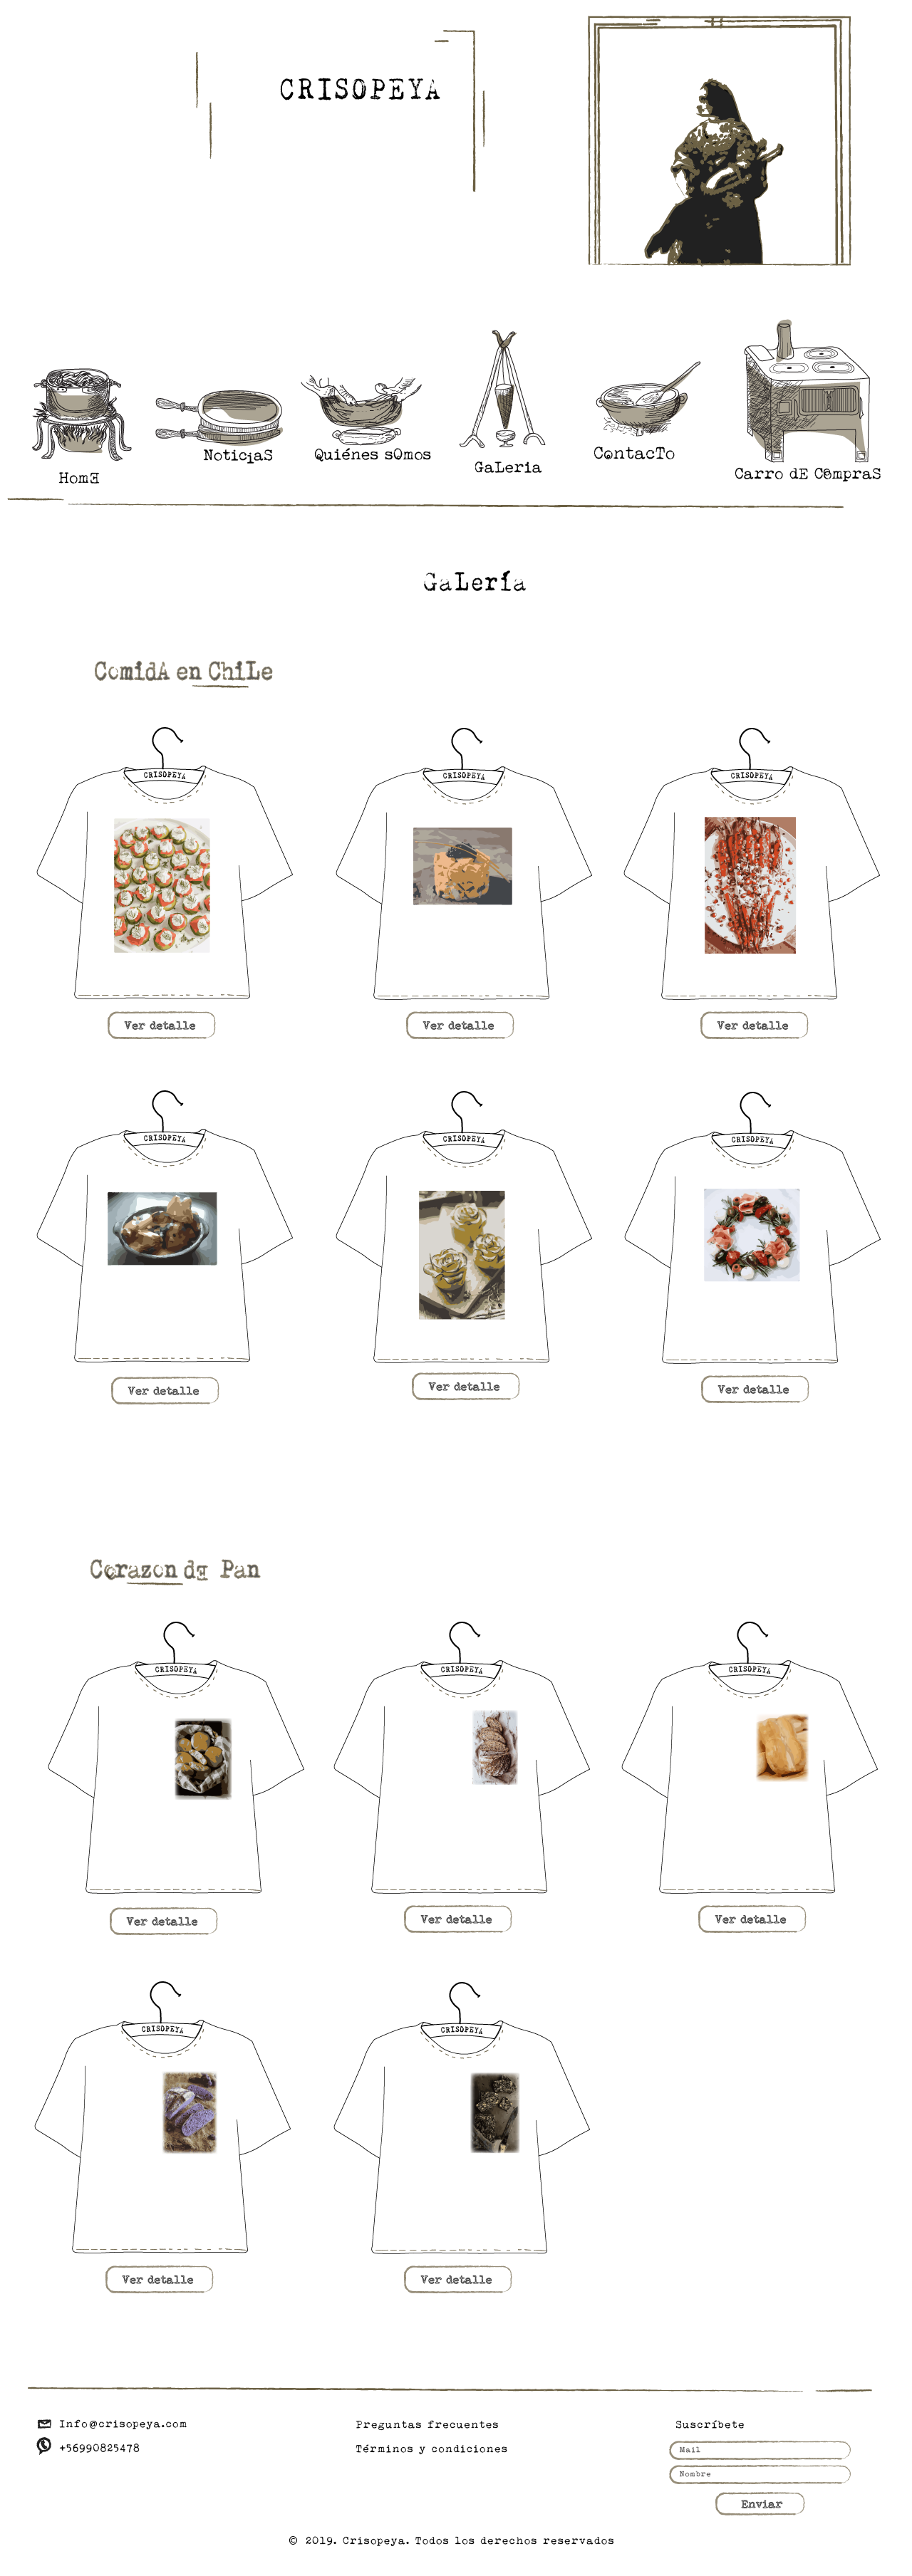 CRISOPEYA
HomE
NoticiaS
Quiénes sOmos
GaLeria
ContacTo
Carro dE CompraS
GaLería
ComidA en ChiLe
CRISOPEYA
CRISOPEYA
CRISOPEYA
Ver detalle
Ver detalle
Ver detalle
CRISOPEYA
CRISOPEYA
CRISOPEYA
Ver detalle
Ver detalle
Ver detalle
Corazon dE Pan
CRISOPEYA
CRISOPEYA
CRISOPEYA
Ver detalle
Ver detalle
Ver detalle
CRISOPEYA
CRISOPEYA
Ver detalle
Ver detalle
Info@crisopeya.com
+56990825478
Preguntas frecuentes
Términos y condiciones
Suscríbete
Mail
Nombre
Enviar
© 2019. Crisopeya. Todos los derechos reservados